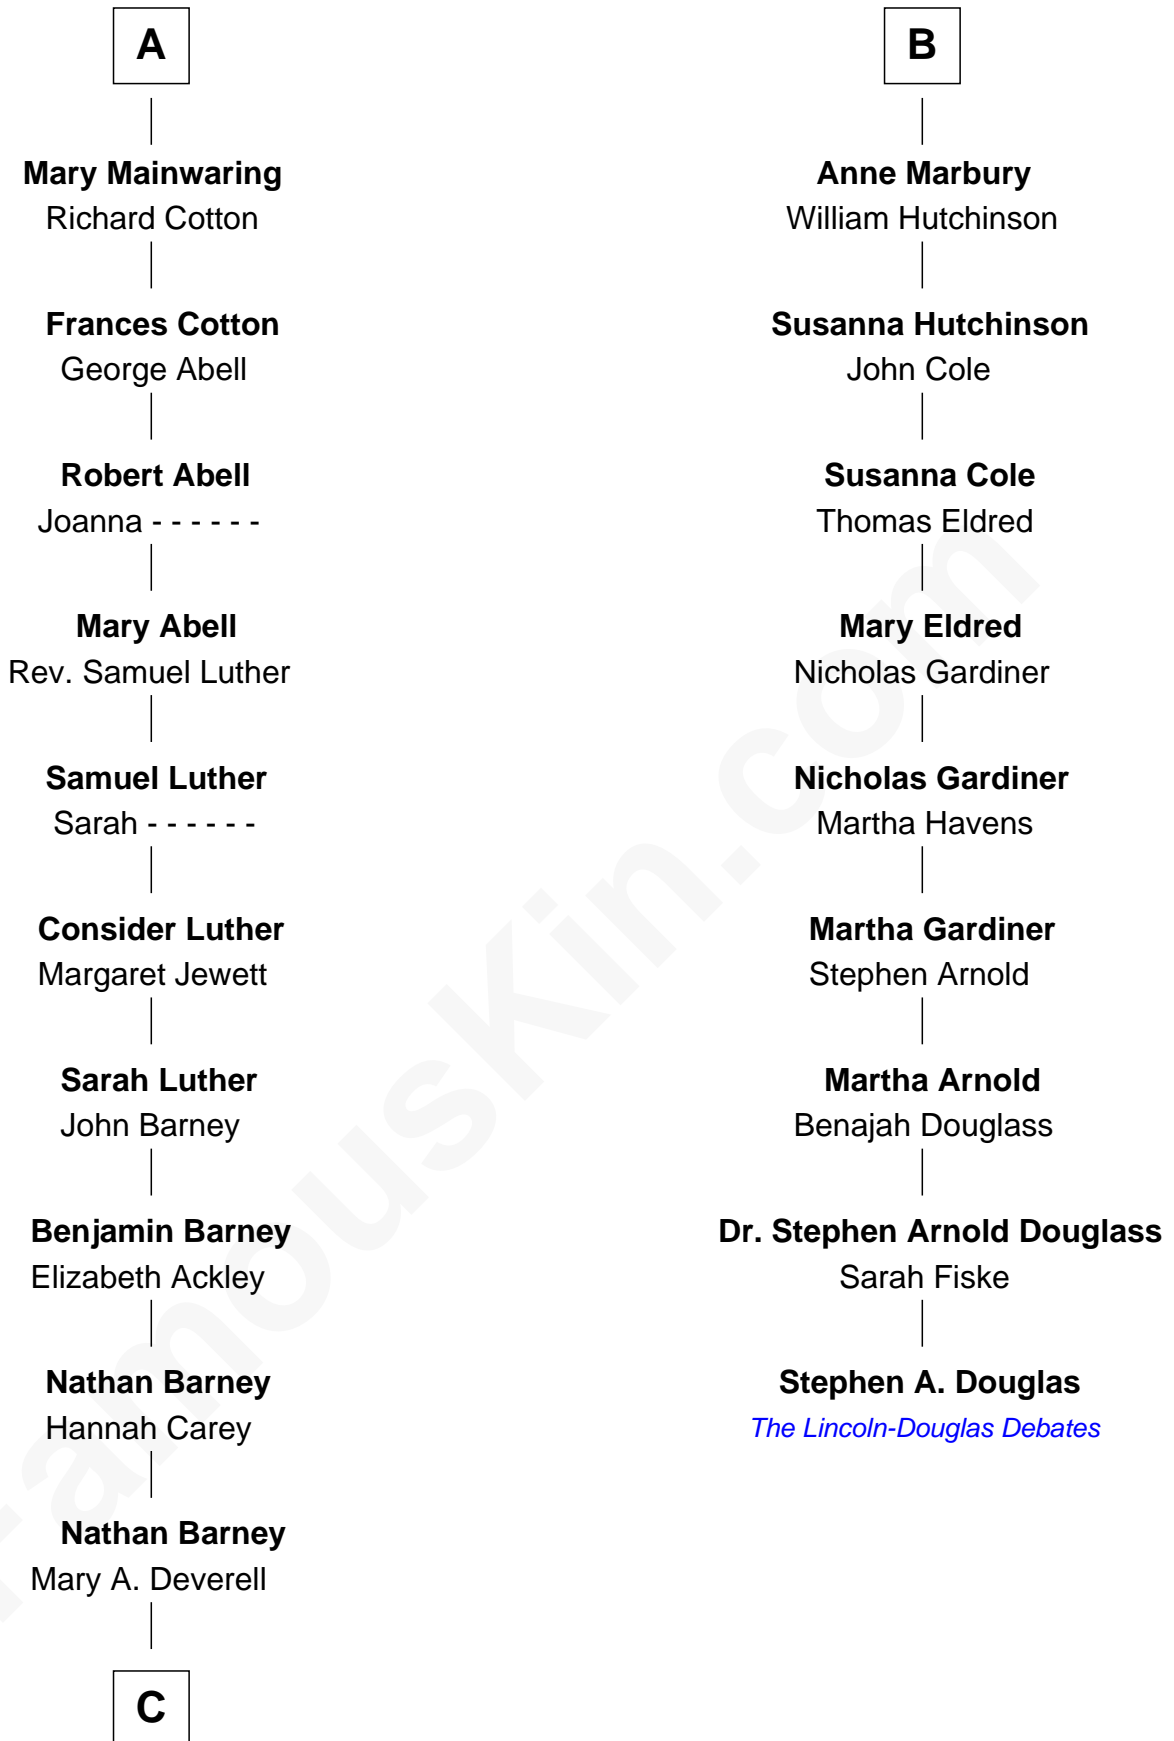 A
Mary Mainwaring
Richard Cotton
Frances Cotton
George Abell
Robert Abell
Joanna - - - - - -
Mary Abell
Rev. Samuel Luther
Samuel Luther
Sarah - - - - - -
Consider Luther
Margaret Jewett
Sarah Luther
John Barney
Benjamin Barney
Elizabeth Ackley
Nathan Barney
Hannah Carey
Nathan Barney
Mary A. Deverell
C
B
Anne Marbury
William Hutchinson
Susanna Hutchinson
John Cole
Susanna Cole
Thomas Eldred
Mary Eldred
Nicholas Gardiner
Nicholas Gardiner
Martha Havens
Martha Gardiner
Stephen Arnold
Martha Arnold
Benajah Douglass
Dr. Stephen Arnold Douglass
Sarah Fiske
Stephen A. Douglas
The Lincoln-Douglas Debates
FamousKin.com